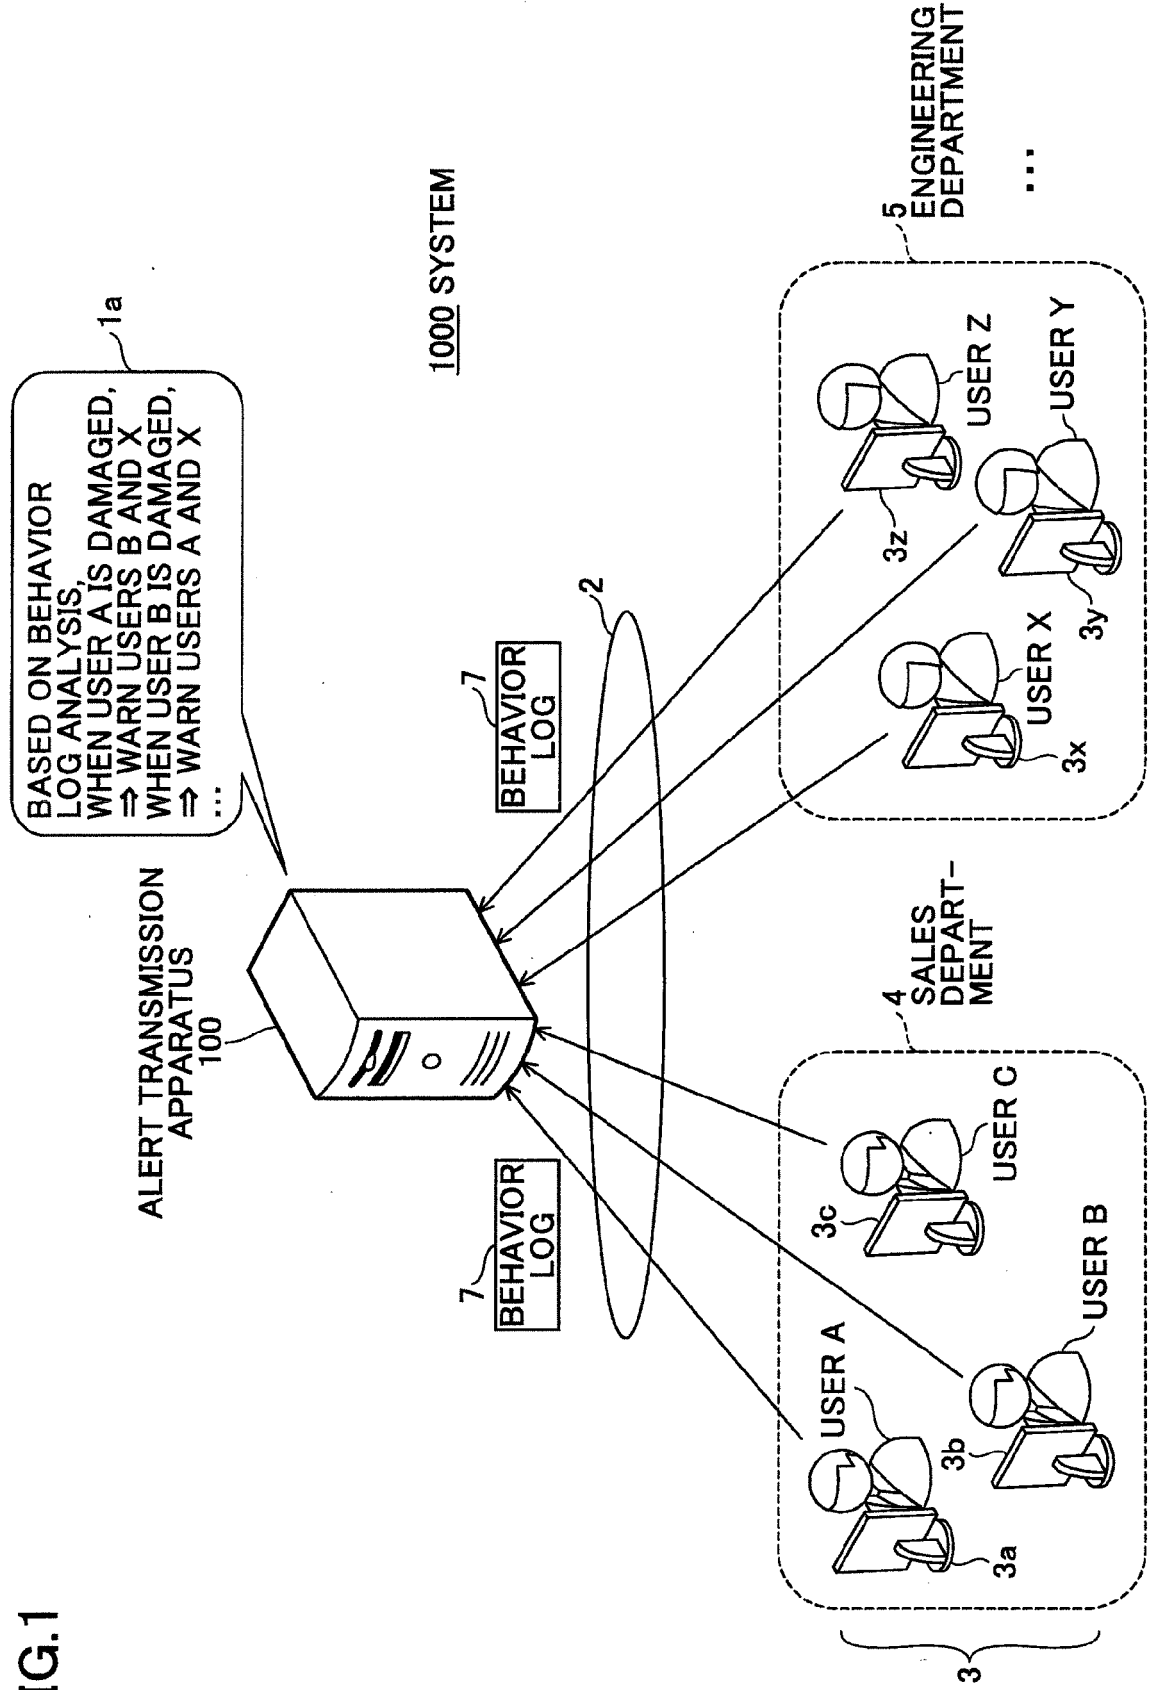 IG.1
1000 SYSTEM
BASED ON BEHAVIOR
LOG ANALYSIS,
WHEN USER A IS DAMAGED,
⇒ WARN USERS B AND X
WHEN USER B IS DAMAGED,
⇒ WARN USERS A AND X
...
1a
ALERT TRANSMISSION
APPARATUS
100
7
BEHAVIOR
LOG
7
BEHAVIOR
LOG
2
4
SALES
DEPART-
MENT
5
ENGINEERING
DEPARTMENT
...
USER A
3a
3b
USER B
3c
USER C
3x
USER X
3y
USER Y
3z
USER Z
3